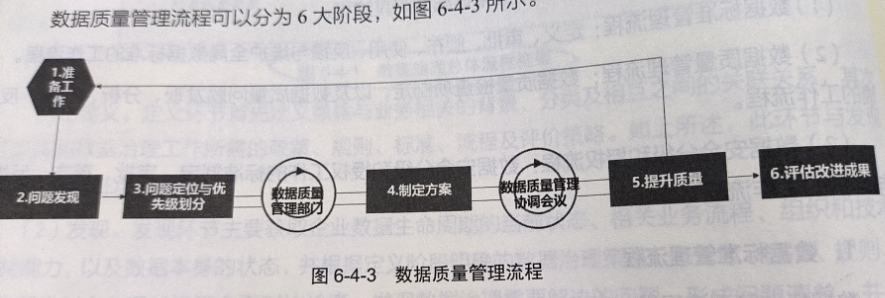 数据质量管理流程可以分为 6 大阶段，如图 6-4-3 所示。
1.准
备工
作
2.问题发现
3.问题定位与优
先级划分
数据质量
管理部门
4.制定方案
数据质量管理
协调会议
5.提升质量
6.评估改进成果
图 6-4-3 数据质量管理流程